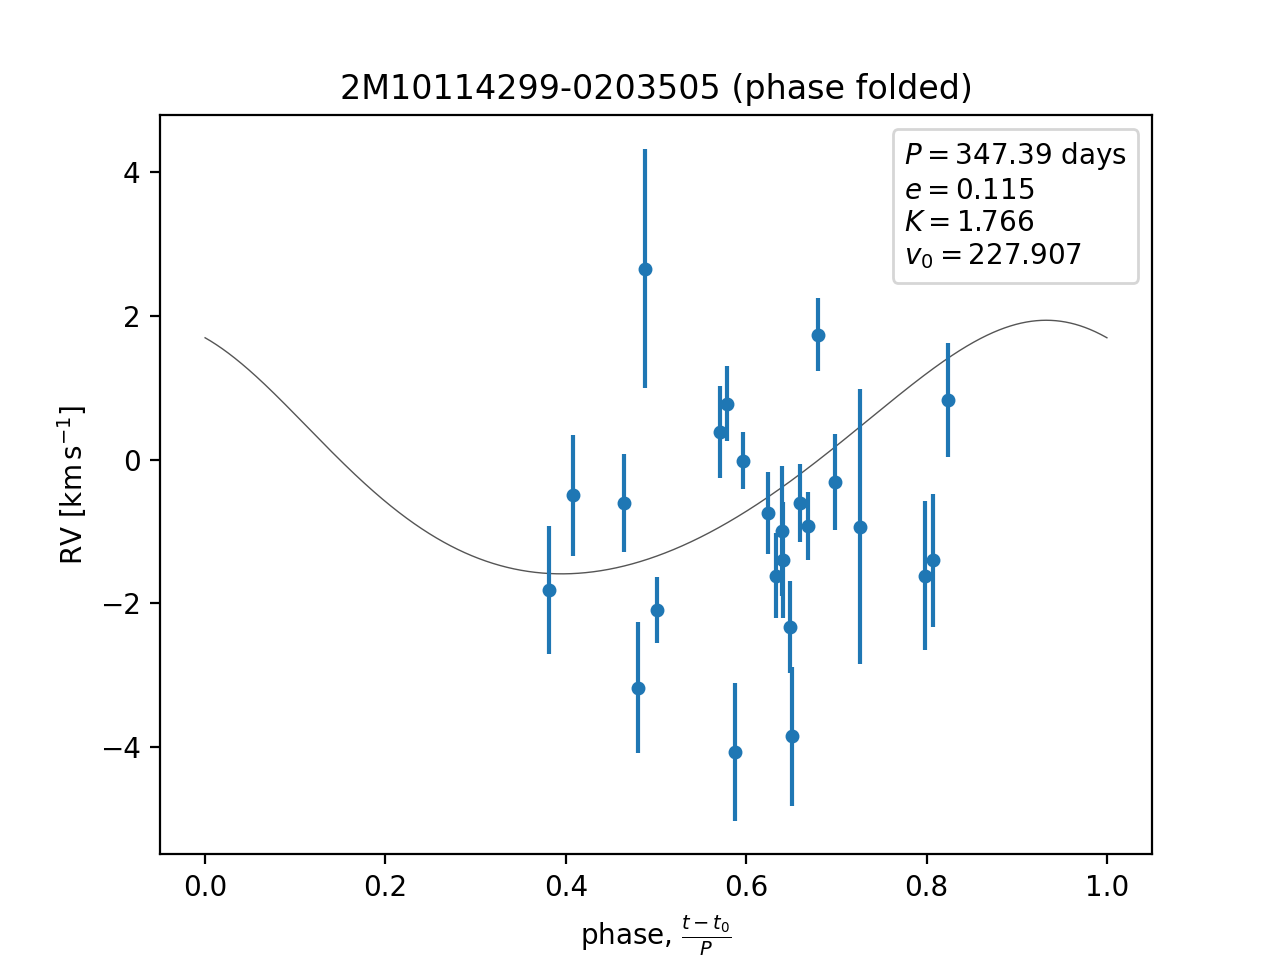 2M10114299-0203505 (phase folded)
P = 347.39 days
e = 0.115
K = 1.766
v₀ = 227.907
4
2
0
−2
−4
RV [km s⁻¹]
0.0 0.2 0.4 0.6 0.8 1.0
phase, (t − t₀)/P